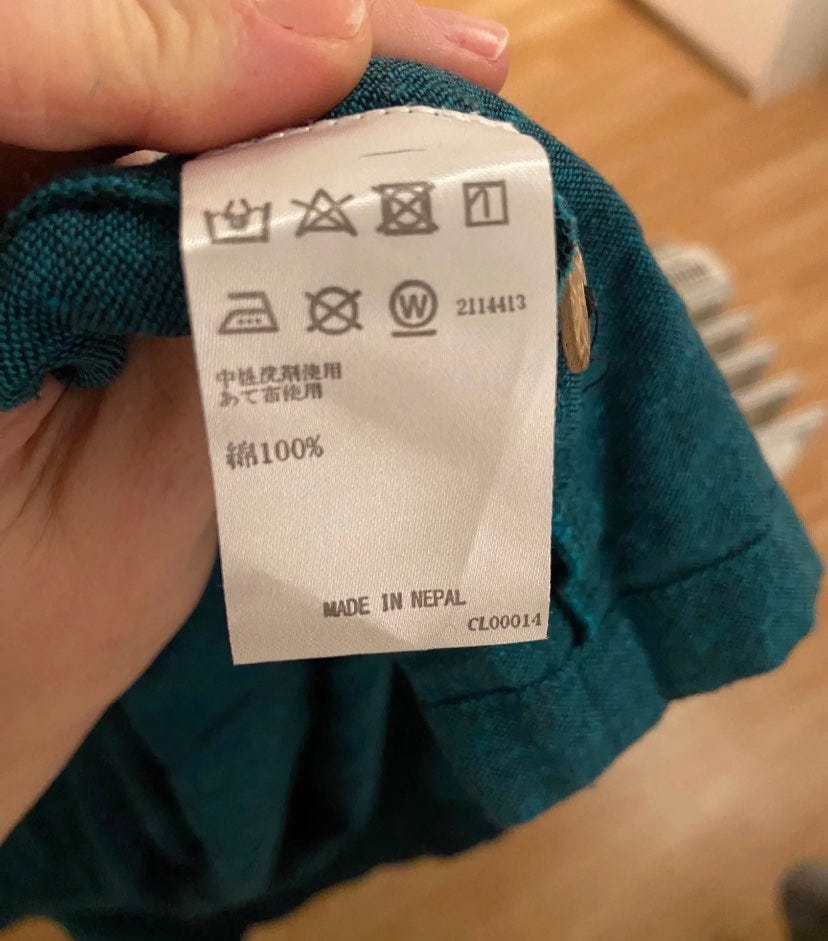 W 2114413
中性洗剤使用
あて布使用
綿100%
MADE IN NEPAL
CL00014